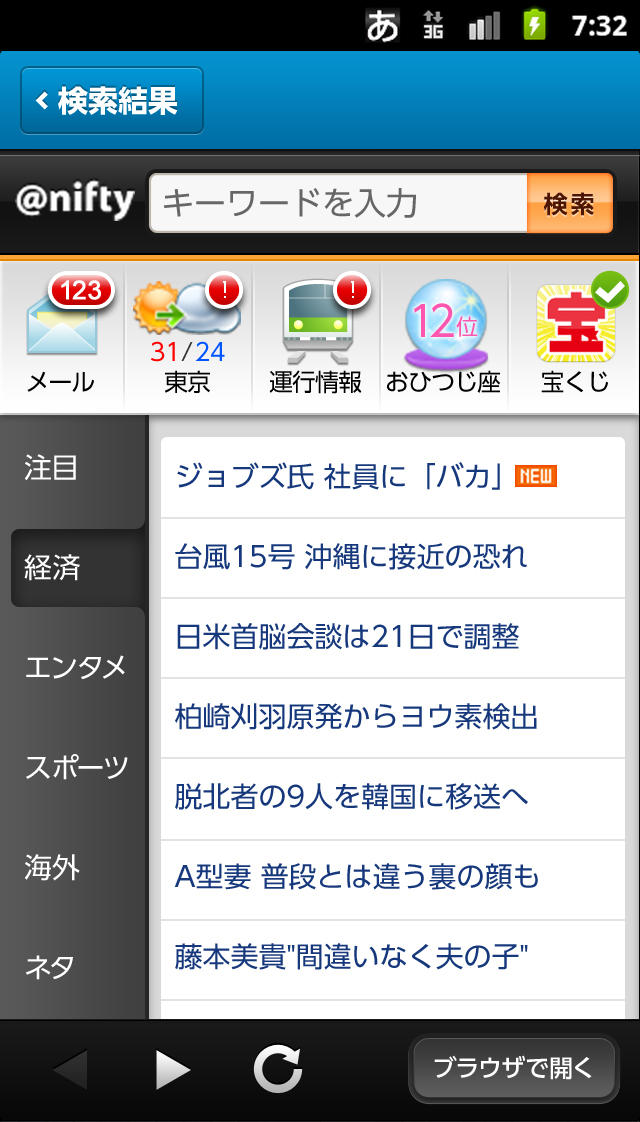 あ 3G 7:32
検索結果
@nifty キーワードを入力 検索
123 ! ! 12位 宝
31/24
メール 東京 運行情報 おひつじ座 宝くじ
注目
経済
エンタメ
スポーツ
海外
ネタ
ジョブズ氏 社員に「バカ」 NEW
台風15号 沖縄に接近の恐れ
日米首脳会談は21日で調整
柏崎刈羽原発からヨウ素検出
脱北者の9人を韓国に移送へ
A型妻 普段とは違う裏の顔も
藤本美貴"間違いなく夫の子"
ブラウザで開く